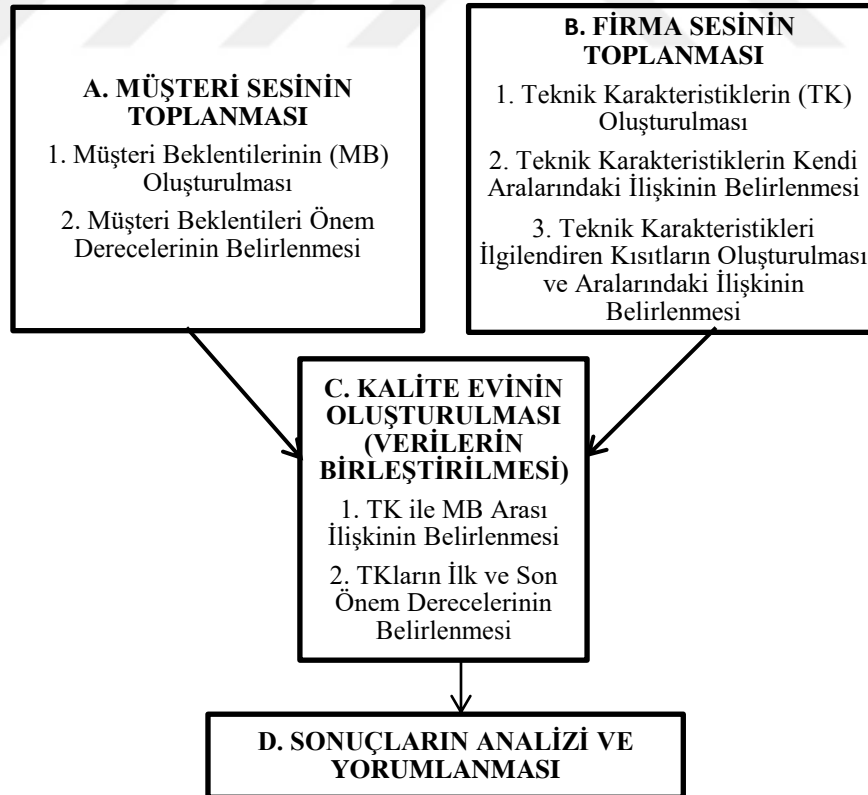 A. MÜŞTERİ SESİNİN
TOPLANMASI
1. Müşteri Beklentilerinin (MB)
Oluşturulması
2. Müşteri Beklentileri Önem
Derecelerinin Belirlenmesi
B. FİRMA SESİNİN
TOPLANMASI
1. Teknik Karakteristiklerin (TK)
Oluşturulması
2. Teknik Karakteristiklerin Kendi
Aralarındaki İlişkinin Belirlenmesi
3. Teknik Karakteristikleri
İlgilendiren Kısıtların Oluşturulması
ve Aralarındaki İlişkinin
Belirlenmesi
C. KALİTE EVİNİN
OLUŞTURULMASI
(VERİLERİN
BİRLEŞTİRİLMESİ)
1. TK ile MB Arası
İlişkinin Belirlenmesi
2. TKların İlk ve Son
Önem Derecelerinin
Belirlenmesi
D. SONUÇLARIN ANALİZİ VE
YORUMLANMASI